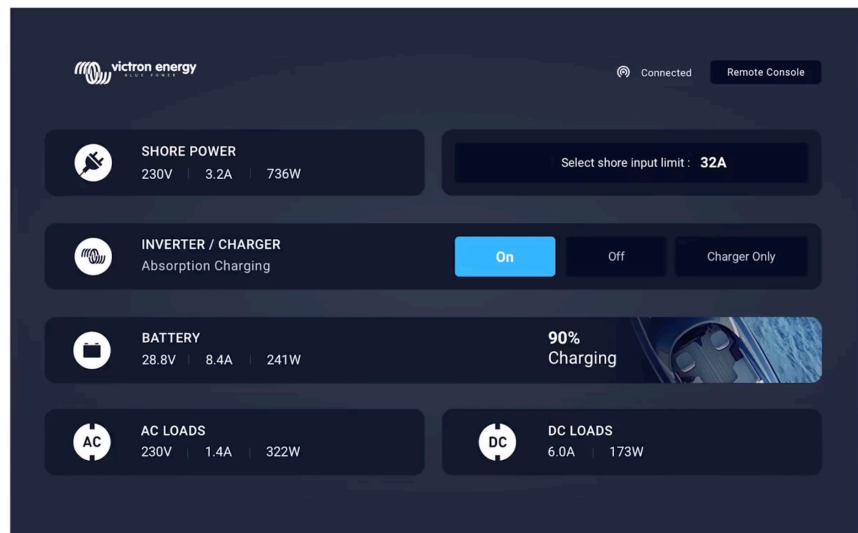 victron energy
BLUE POWER
Connected
Remote Console
SHORE POWER
230V | 3.2A | 736W
Select shore input limit : 32A
INVERTER / CHARGER
Absorption Charging
On
Off
Charger Only
BATTERY
28.8V | 8.4A | 241W
90%
Charging
AC
AC LOADS
230V | 1.4A | 322W
DC
DC LOADS
6.0A | 173W